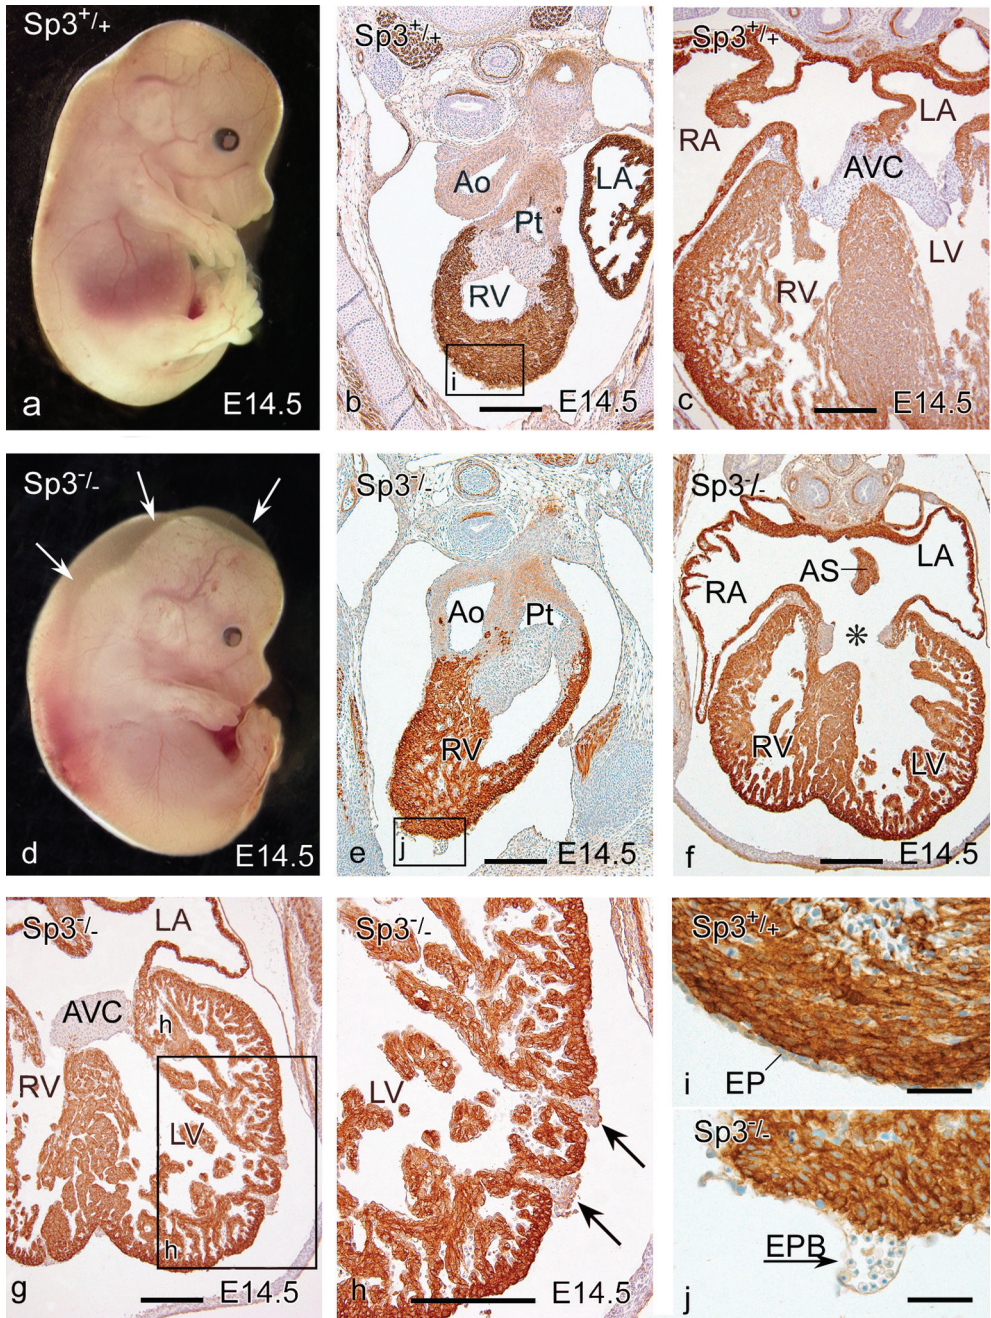 Sp3+/+
a
E14.5
Sp3+/+
Ao
LA
Pt
RV
i
b
E14.5
Sp3+/+
RA
LA
AVC
LV
RV
c
E14.5
Sp3-/-
d
E14.5
Sp3-/-
Ao
Pt
RV
j
e
E14.5
Sp3-/-
AS
LA
RA
*
RV
LV
f
E14.5
Sp3-/-
LA
AVC
h
RV
LV
h
g
E14.5
Sp3-/-
LV
h
E14.5
Sp3+/+
EP
i
Sp3-/-
EPB
j